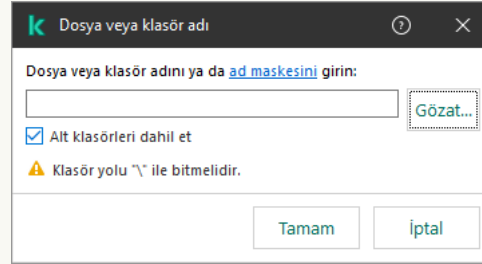 Dosya veya klasör adı
Dosya veya klasör adını ya da ad maskesini girin:
Gözat...
Alt klasörleri dahil et
Klasör yolu "\" ile bitmelidir.
Tamam
İptal